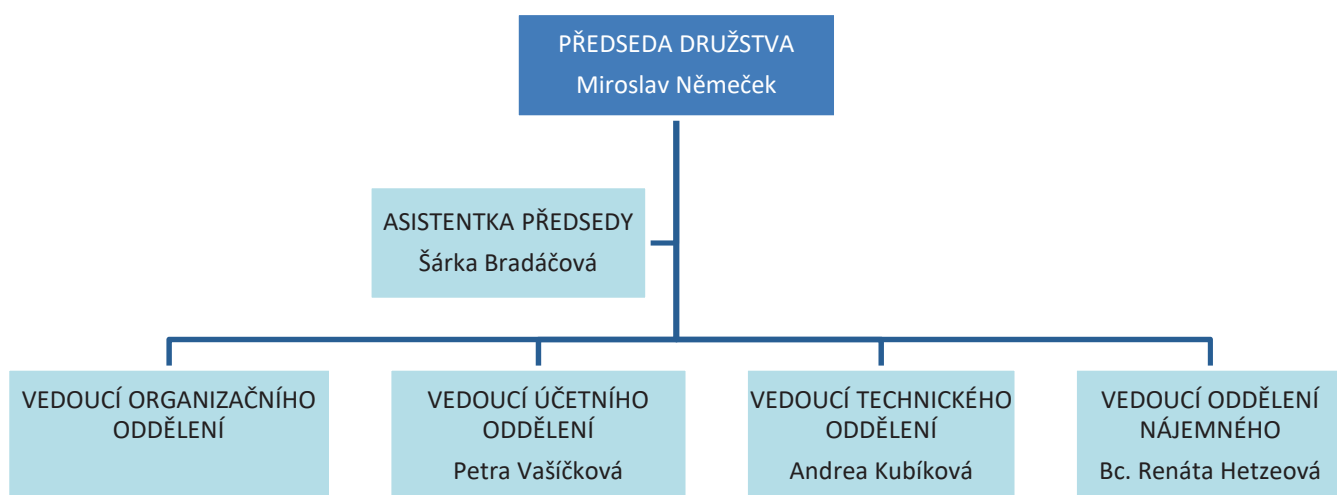 PŘEDSEDA DRUŽSTVA
Miroslav Němeček
ASISTENTKA PŘEDSEDY
Šárka Bradáčová
VEDOUCÍ ORGANIZAČNÍHO
ODDĚLENÍ
VEDOUCÍ ÚČETNÍHO
ODDĚLENÍ
Petra Vašíčková
VEDOUCÍ TECHNICKÉHO
ODDĚLENÍ
Andrea Kubíková
VEDOUCÍ ODDĚLENÍ
NÁJEMNÉHO
Bc. Renáta Hetzeová